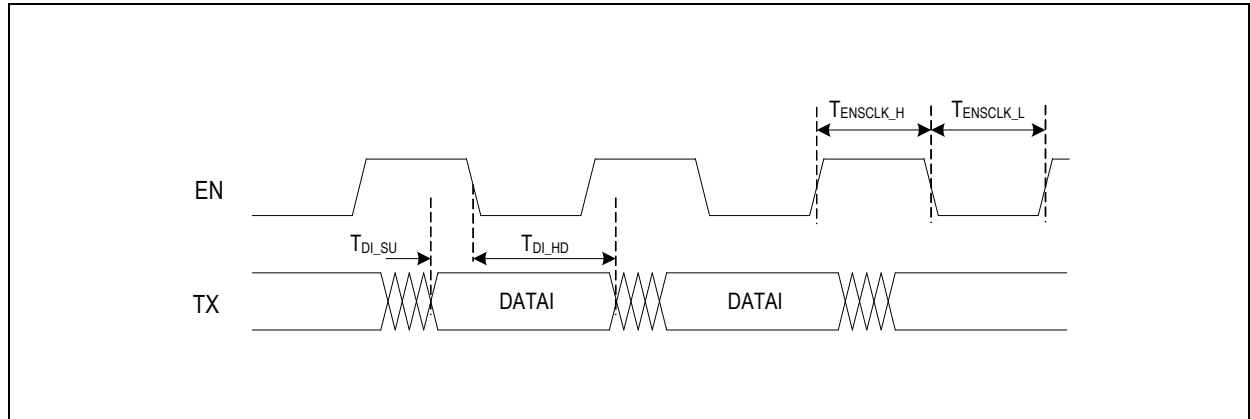 TENSCLK_H TENSCLK_L
EN
TDI_SU TDI_HD
TX DATAI DATAI